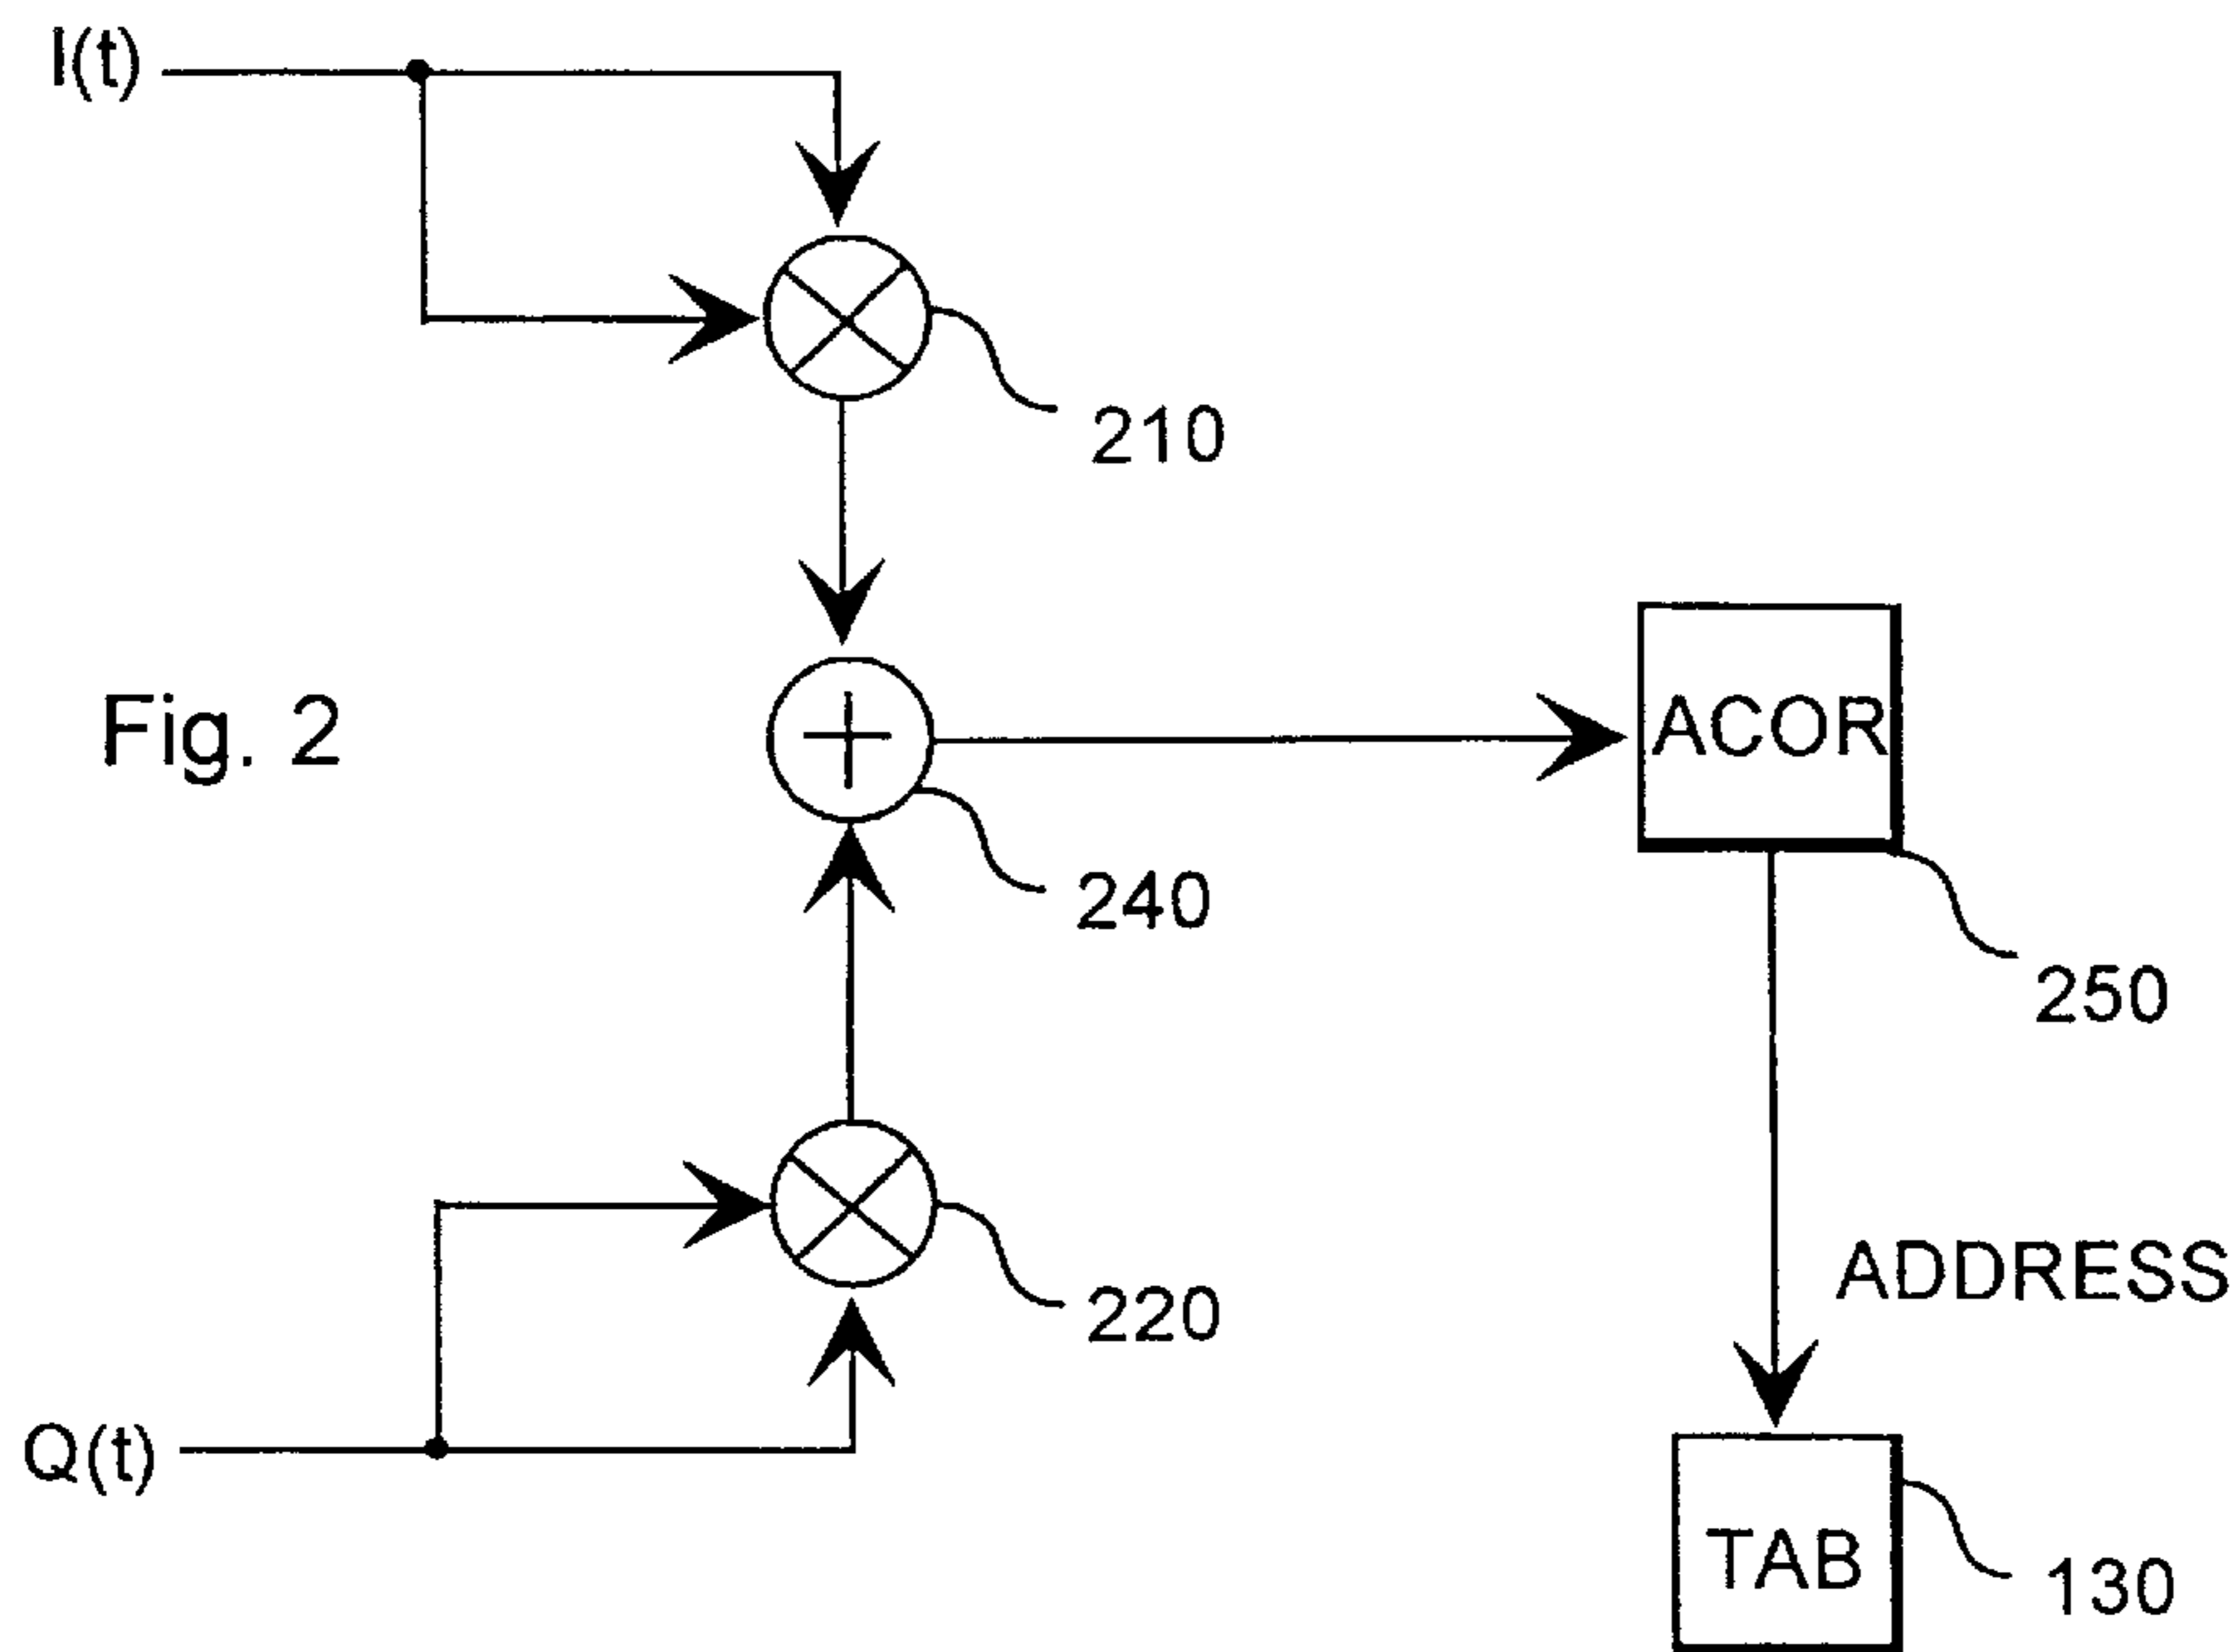 I(t)
210
Fig. 2
ACOR
240
250
ADDRESS
220
Q(t)
TAB
130